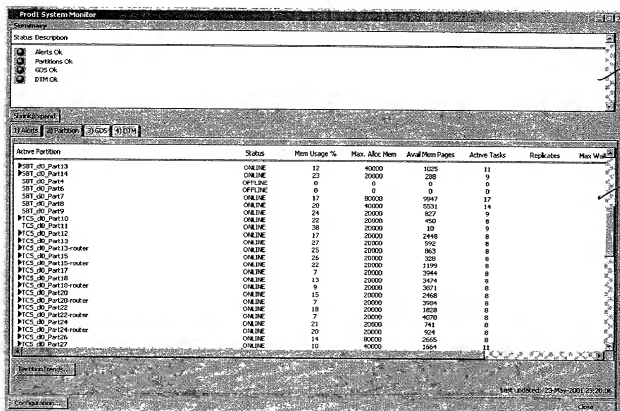 Prod1 System Monitor
Summary
Status Description
Alerts Ok
Partitions Ok
GDS Ok
DTM Ok
Shrink/Expand
1) Alerts 2) Partition 3) GDS 4) DTM
Active Partition Status Mem Usage % Max. Alloc Mem Avail Mem Pages Active Tasks Replicates Max Wait
SBT_d0_Part13 ONLINE 12 40000 1025 11
SBT_d0_Part14 ONLINE 23 20000 288 9
SBT_d0_Part4 OFFLINE 0 0 0 0
SBT_d0_Part6 OFFLINE 0 0 0 0
SBT_d0_Part7 ONLINE 17 80000 9947 17
SBT_d0_Part8 ONLINE 20 40000 5531 14
SBT_d0_Part9 ONLINE 24 20000 827 9
TCS_d0_Part10 ONLINE 22 20000 450 8
TCS_d0_Part11 ONLINE 38 20000 10 9
TCS_d0_Part12 ONLINE 17 20000 2448 8
TCS_d0_Part13 ONLINE 27 20000 592 8
TCS_d0_Part13-router ONLINE 25 20000 863 8
TCS_d0_Part15 ONLINE 26 20000 328 8
TCS_d0_Part15-router ONLINE 22 20000 1199 8
TCS_d0_Part17 ONLINE 7 20000 3944 8
TCS_d0_Part18 ONLINE 13 20000 3474 8
TCS_d0_Part18-router ONLINE 9 20000 3871 8
TCS_d0_Part20 ONLINE 15 20000 2468 8
TCS_d0_Part20-router ONLINE 7 20000 3984 8
TCS_d0_Part22 ONLINE 18 20000 1828 8
TCS_d0_Part22-router ONLINE 7 20000 4070 8
TCS_d0_Part24 ONLINE 21 20000 741 8
TCS_d0_Part24-router ONLINE 20 20000 924 8
TCS_d0_Part26 ONLINE 14 80000 2665 8
TCS_d0_Part27 ONLINE 10 40000 1664 11
Partition Trends...
Last updated: 23-May-2001 23:20:06
Configuration... Close